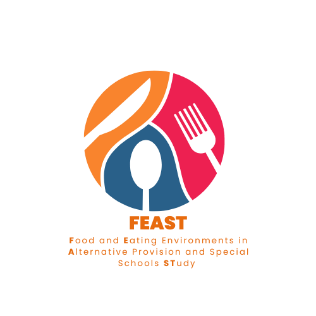 FEAST
Food and Eating Environments in
Alternative Provision and Special
Schools STudy